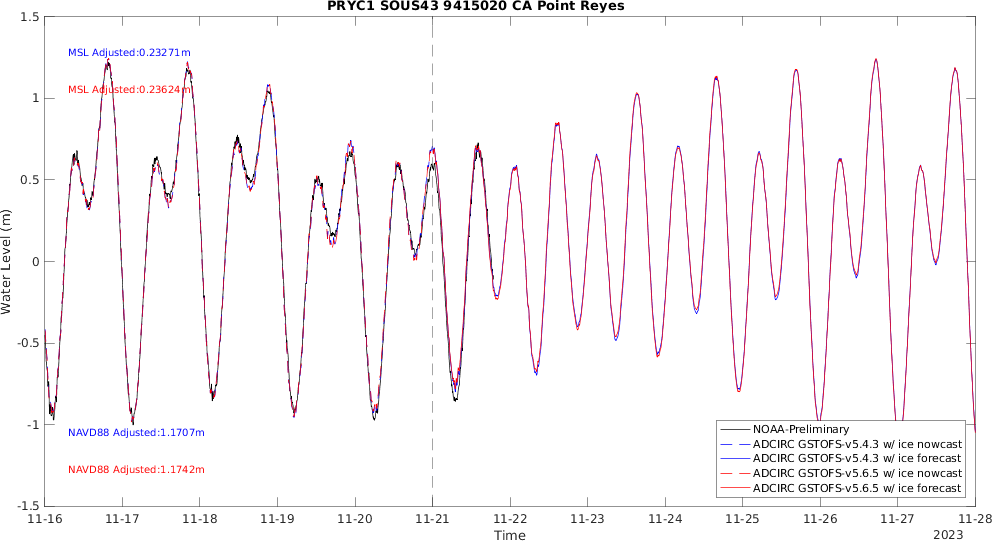 PRYC1 SOUS43 9415020 CA Point Reyes
1.5
MSL Adjusted:0.23271m
1
MSL Adjusted:0.23624m
0.5
Water Level (m)
0
-0.5
-1
NAVD88 Adjusted:1.1707m
NOAA-Preliminary
ADCIRC GSTOFS-v5.4.3 w/ ice nowcast
ADCIRC GSTOFS-v5.4.3 w/ ice forecast
NAVD88 Adjusted:1.1742m
ADCIRC GSTOFS-v5.6.5 w/ ice nowcast
ADCIRC GSTOFS-v5.6.5 w/ ice forecast
-1.5
11-16 11-17 11-18 11-19 11-20 11-21 11-22 11-23 11-24 11-25 11-26 11-27 11-28
Time
2023